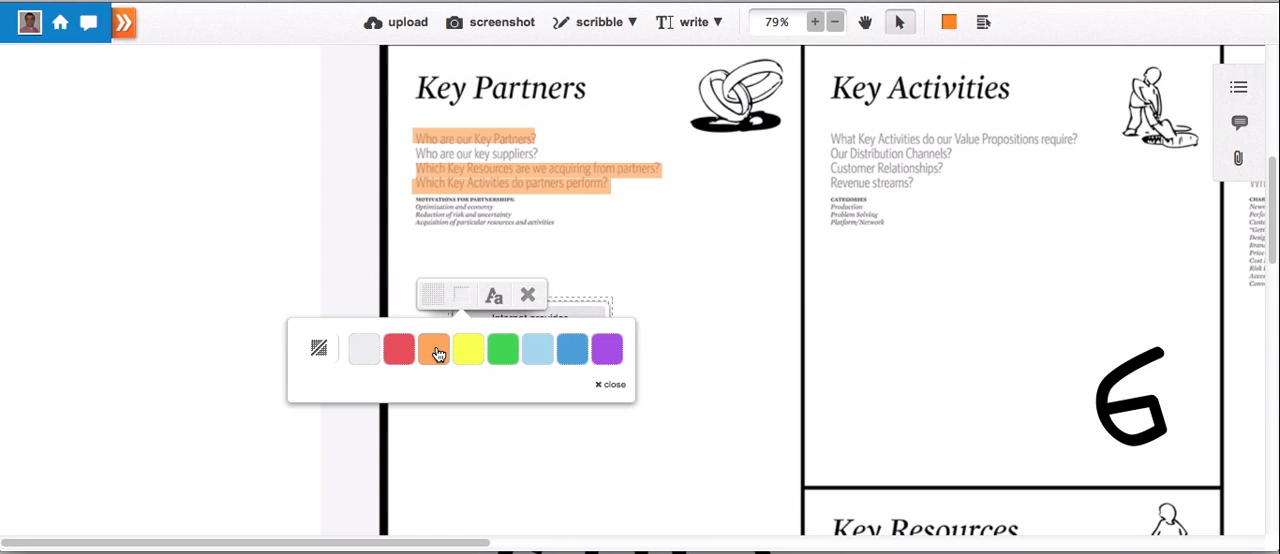 upload screenshot scribble write 79%
Key Partners
Who are our Key Partners?
Who are our key suppliers?
Which Key Resources are we acquiring from partners?
Which Key Activities do partners perform?
MOTIVATIONS FOR PARTNERSHIPS:
Optimization and economy
Reduction of risk and uncertainty
Acquisition of particular resources and activities
Key Activities
What Key Activities do our Value Propositions require?
Our Distribution Channels?
Customer Relationships?
Revenue streams?
CATEGORIES
Production
Problem Solving
Platform/Network
Aa
Internet provider
close
6
Key Resources